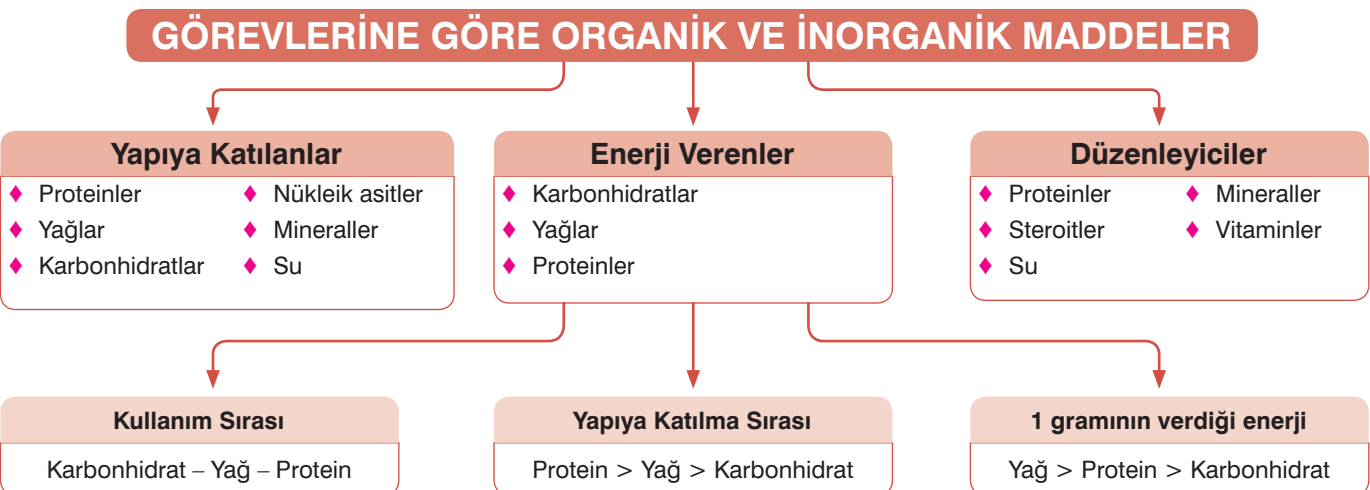 GÖREVLERİNE GÖRE ORGANİK VE İNORGANİK MADDELER
Yapıya Katılanlar
♦ Proteinler
♦ Yağlar
♦ Karbonhidratlar
♦ Nükleik asitler
♦ Mineraller
♦ Su
Enerji Verenler
♦ Karbonhidratlar
♦ Yağlar
♦ Proteinler
Düzenleyiciler
♦ Proteinler
♦ Steroitler
♦ Su
♦ Mineraller
♦ Vitaminler
Kullanım Sırası
Karbonhidrat – Yağ – Protein
Yapıya Katılma Sırası
Protein > Yağ > Karbonhidrat
1 gramının verdiği enerji
Yağ > Protein > Karbonhidrat